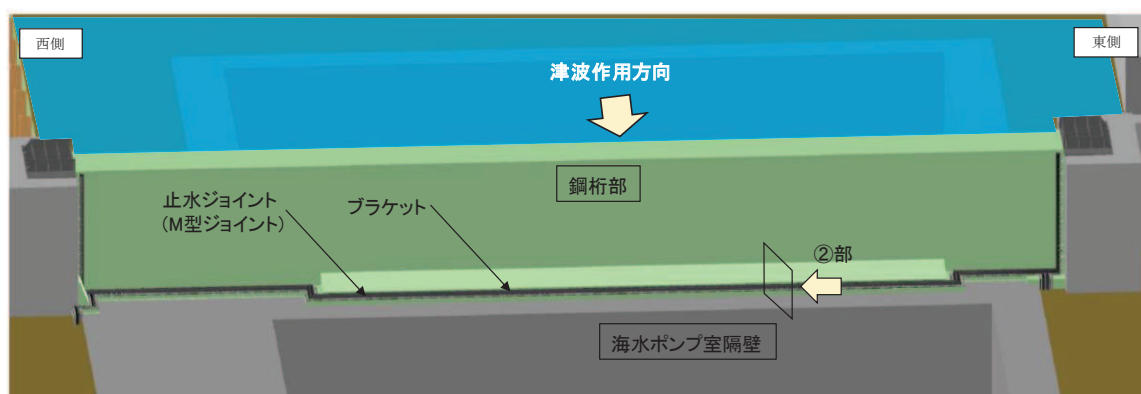 西側
東側
津波作用方向
鋼桁部
止水ジョイント
(M型ジョイント)
ブラケット
②部
海水ポンプ室隔壁